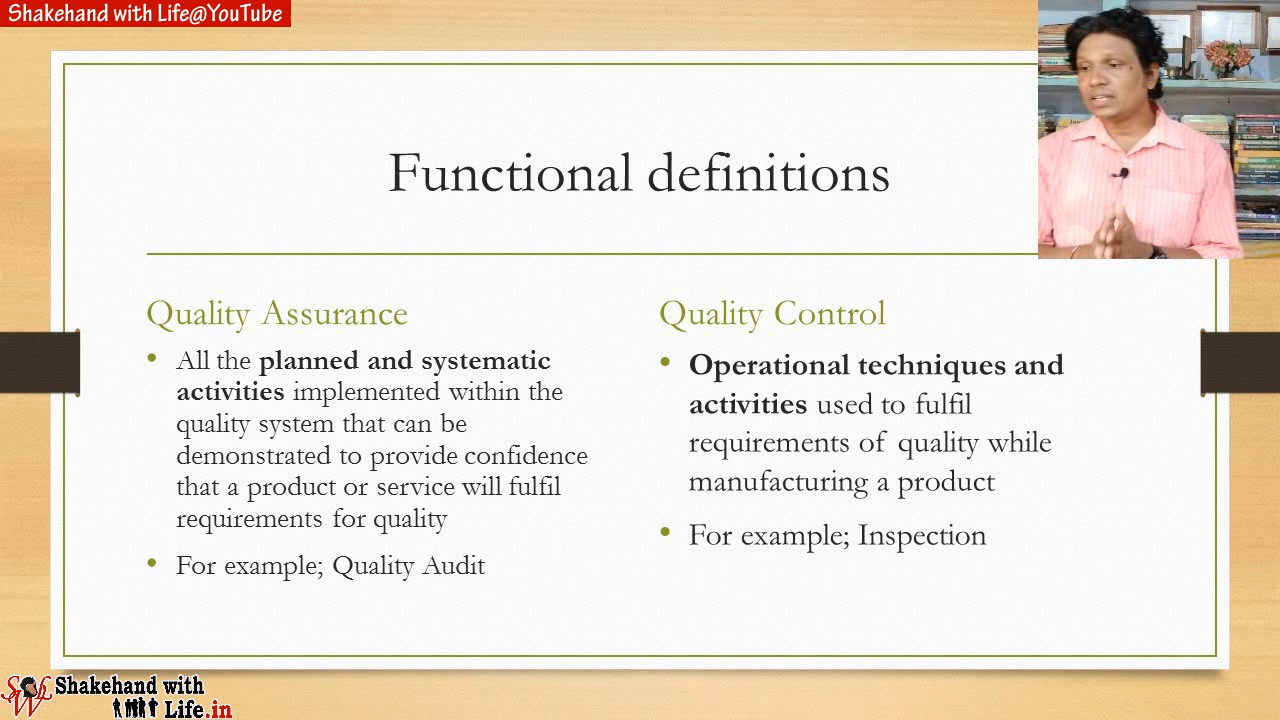 Shakehand with Life@YouTube
Functional definitions
Quality Assurance
• All the planned and systematic
activities implemented within the
quality system that can be
demonstrated to provide confidence
that a product or service will fulfil
requirements for quality
• For example; Quality Audit
Quality Control
• Operational techniques and
activities used to fulfil
requirements of quality while
manufacturing a product
• For example; Inspection
Shakehand with
Life.in